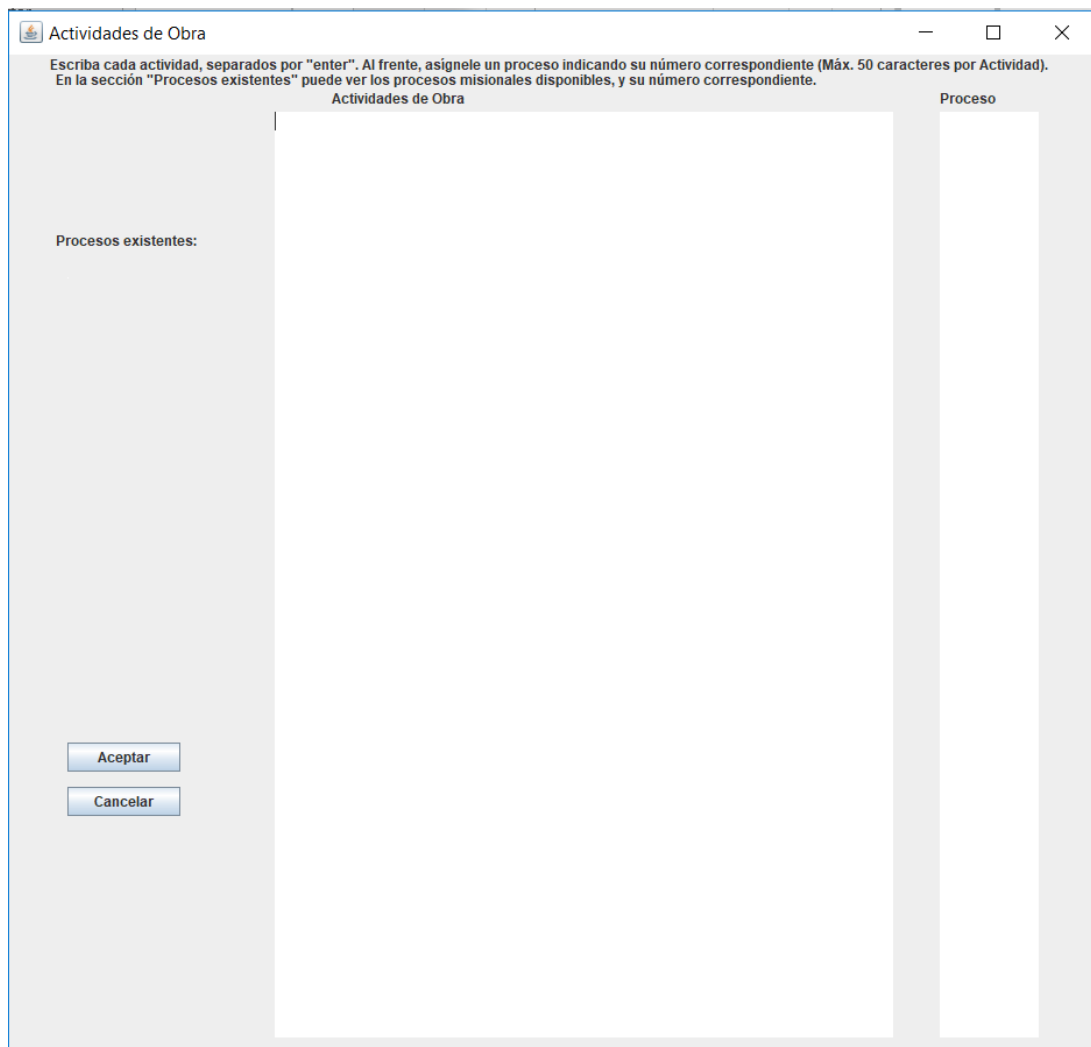 Actividades de Obra
Escriba cada actividad, separados por "enter". Al frente, asígnele un proceso indicando su número correspondiente (Máx. 50 caracteres por Actividad).
En la sección "Procesos existentes" puede ver los procesos misionales disponibles, y su número correspondiente.
Actividades de Obra Proceso
Procesos existentes:
Aceptar
Cancelar